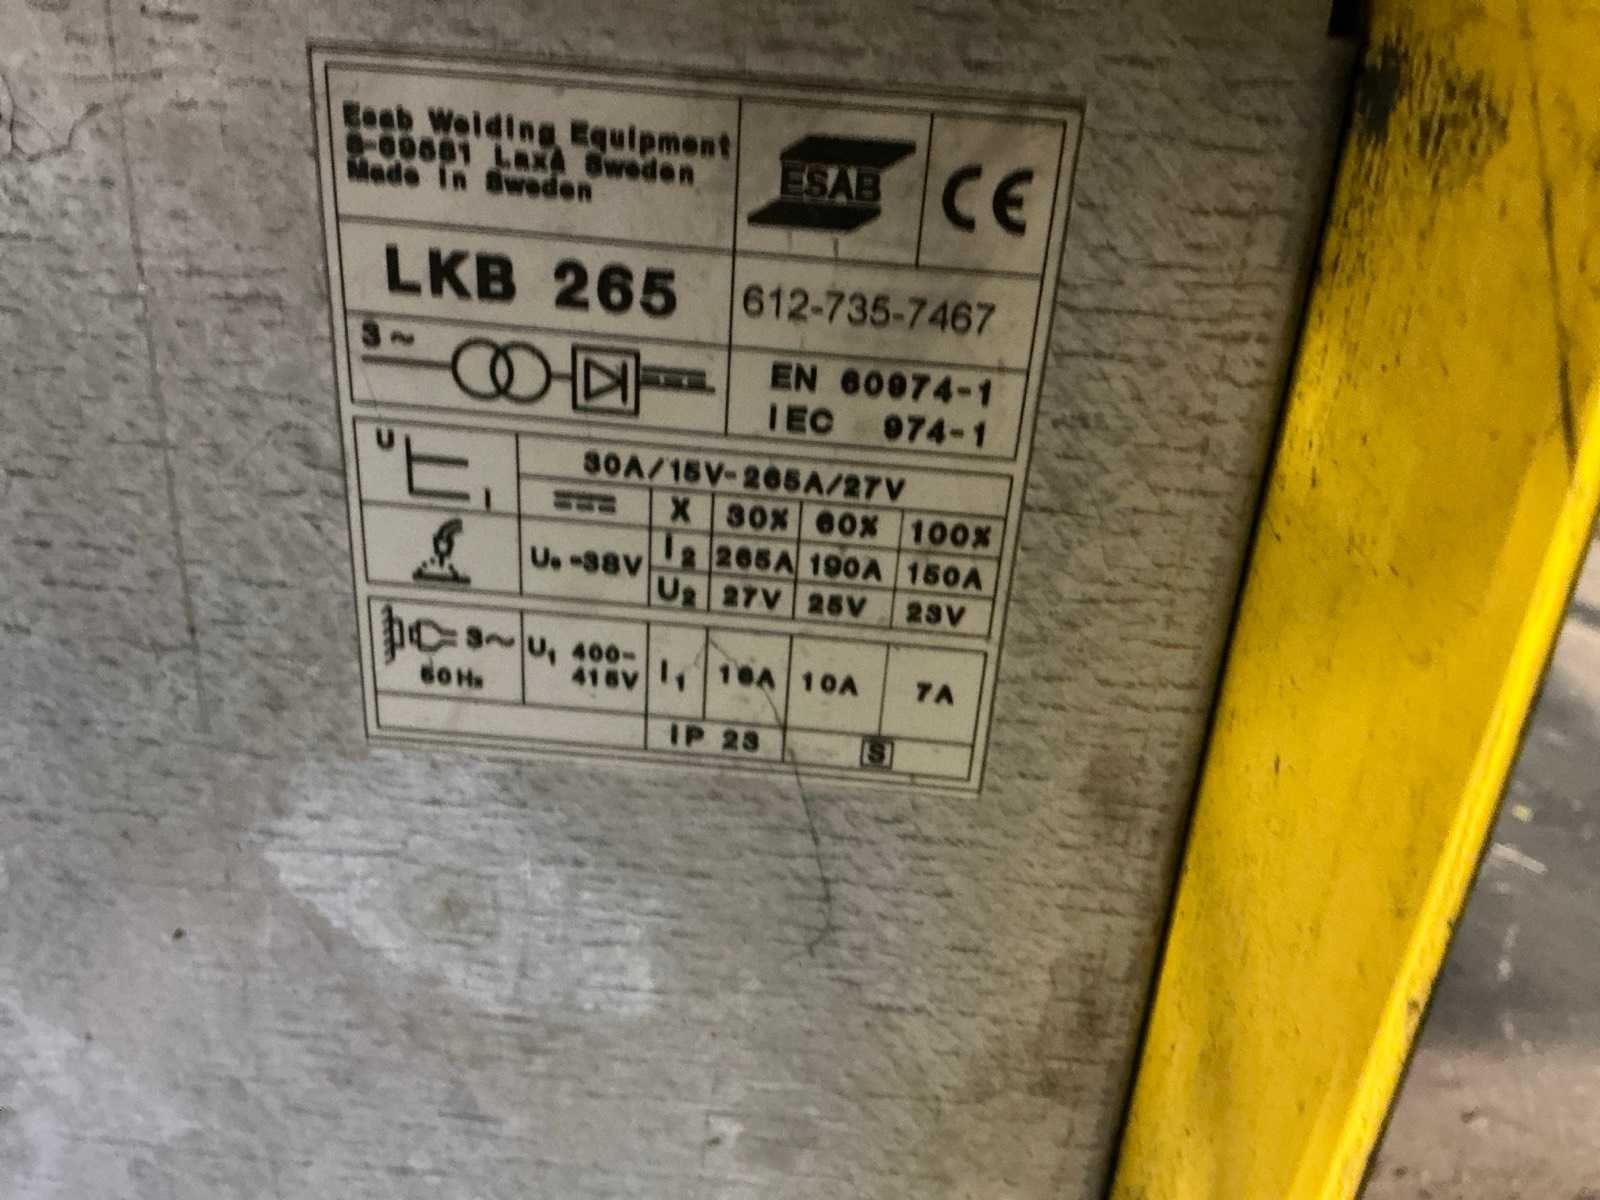 Esab Welding Equipment
S-69581 Laxå Sweden
Made in Sweden
ESAB
CE
LKB 265
612-735-7467
3~
EN 60974-1
IEC 974-1
U
I
30A/15V-265A/27V
X 30% 60% 100%
U₀-38V
I₂ 265A 190A 150A
U₂ 27V 25V 23V
3~
50Hz
U₁ 400-
415V
I₁ 16A 10A 7A
IP 23
S